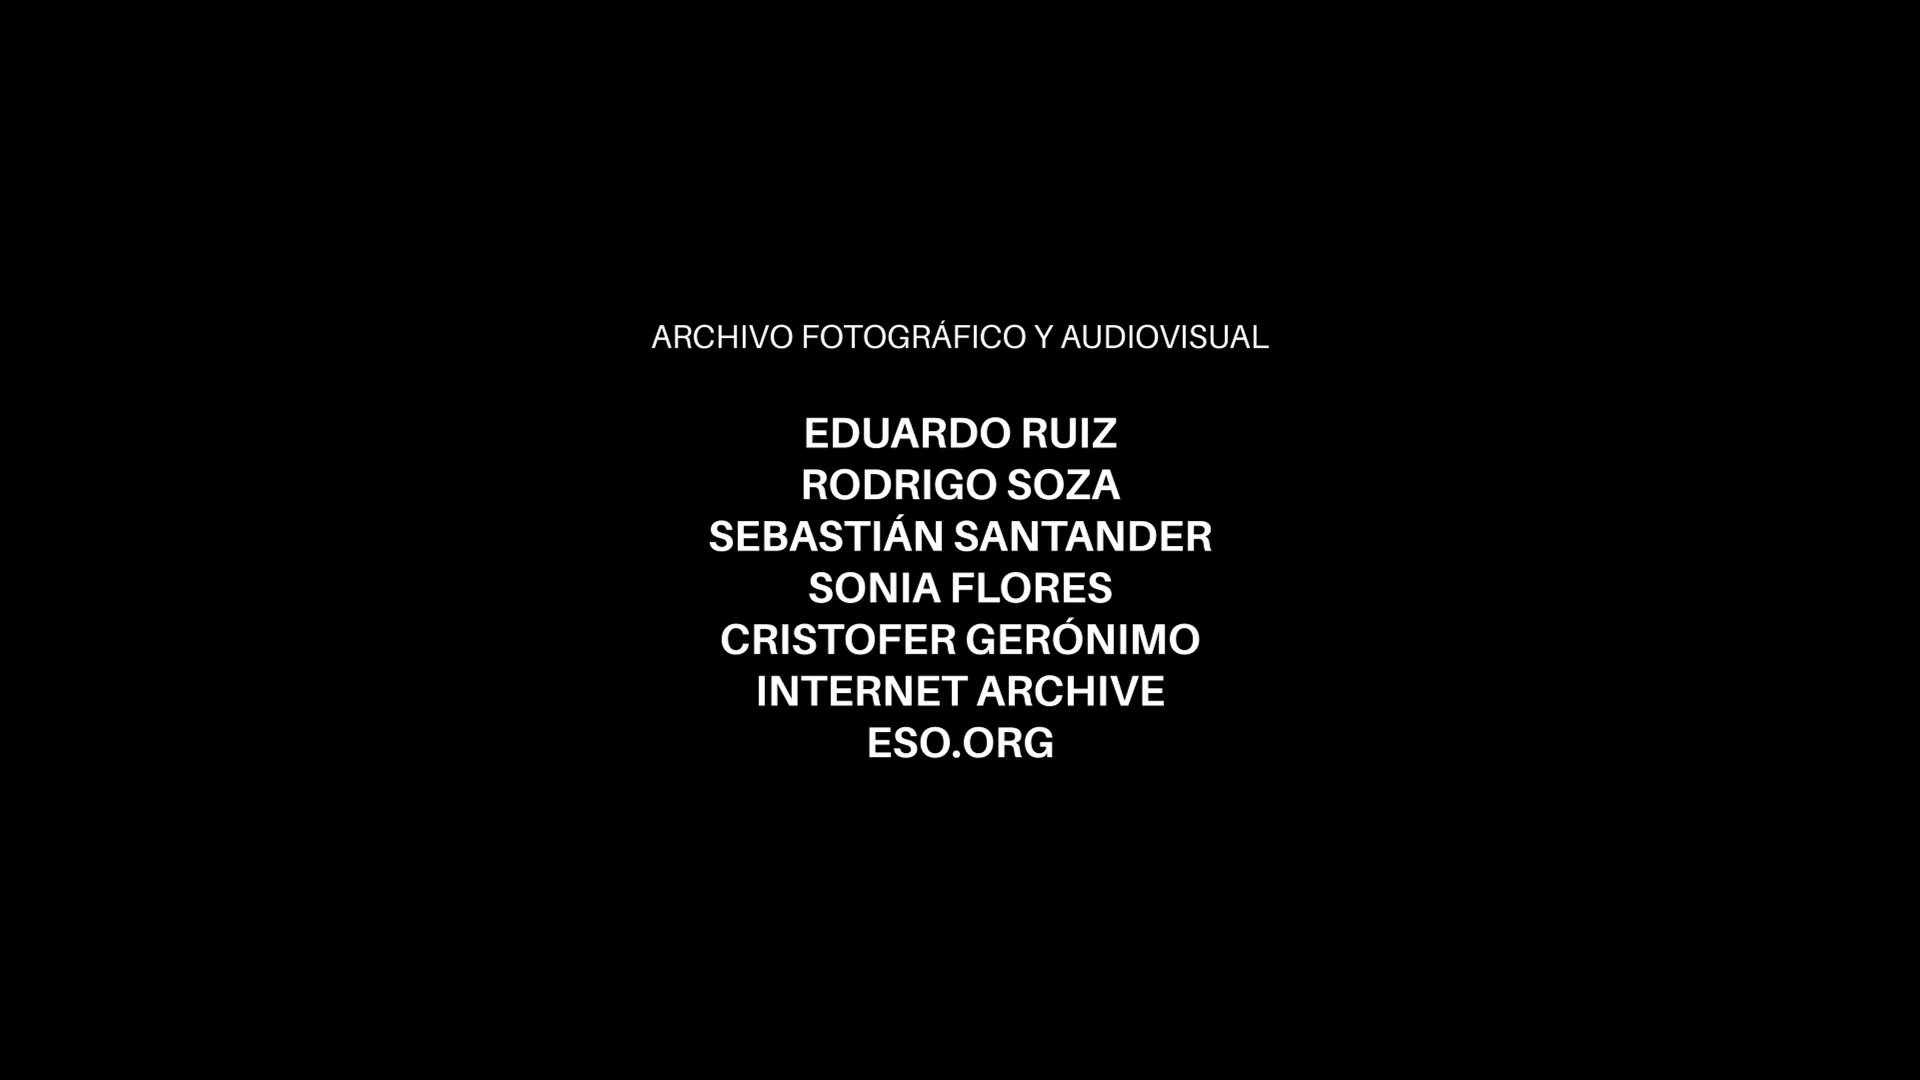 ARCHIVO FOTOGRÁFICO Y AUDIOVISUAL
EDUARDO RUIZ
RODRIGO SOZA
SEBASTIÁN SANTANDER
SONIA FLORES
CRISTOFER GERÓNIMO
INTERNET ARCHIVE
ESO.ORG